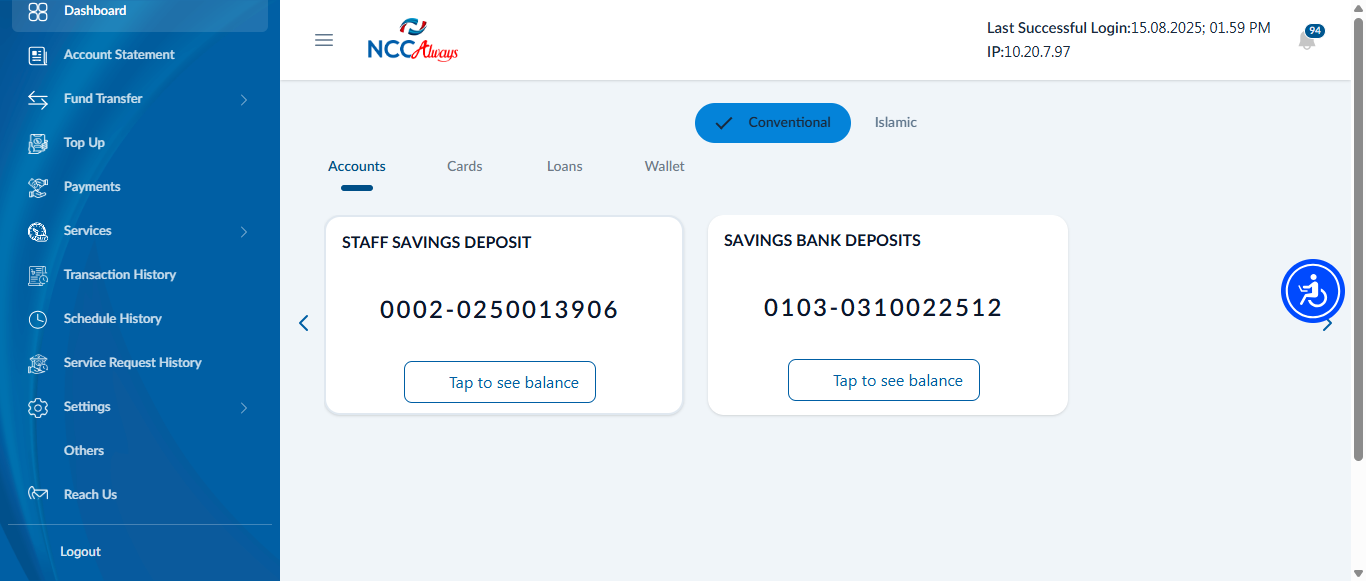 Dashboard
Account Statement
Fund Transfer
Top Up
Payments
Services
Transaction History
Schedule History
Service Request History
Settings
Others
Reach Us
Logout
NCC Always
Last Successful Login:15.08.2025; 01.59 PM
IP:10.20.7.97
94
Conventional
Islamic
Accounts
Cards
Loans
Wallet
STAFF SAVINGS DEPOSIT
0002-0250013906
Tap to see balance
SAVINGS BANK DEPOSITS
0103-0310022512
Tap to see balance